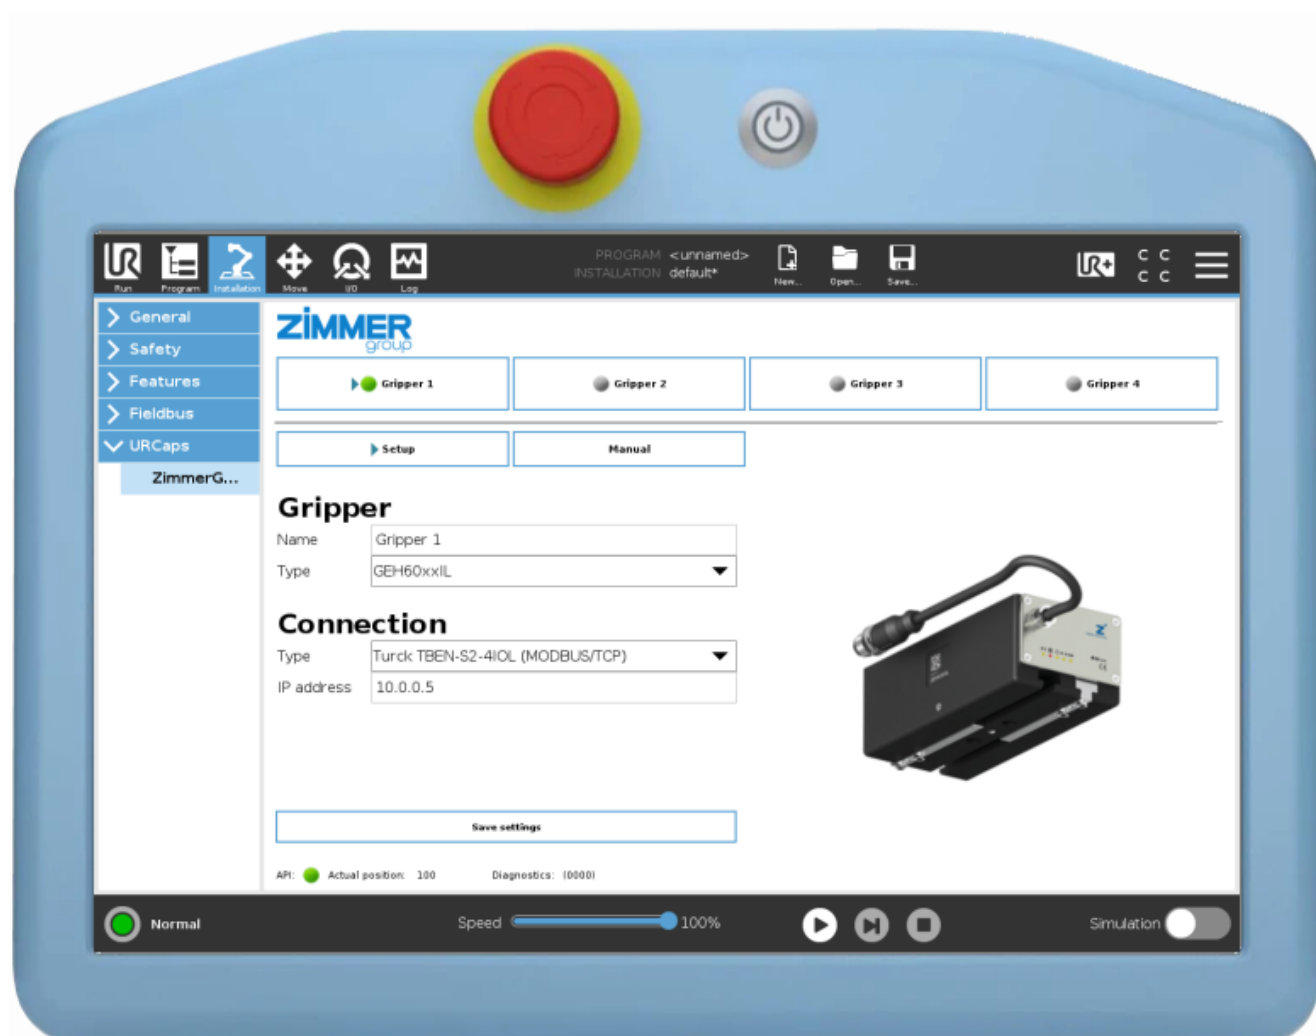 PROGRAM <unnamed>
INSTALLATION default*
Run Program Installation Move I/O Log New... Open... Save... UR+ C C
C C
General
Safety
Features
Fieldbus
URCaps
ZimmerG...
ZIMMER
group
Gripper 1 Gripper 2 Gripper 3 Gripper 4
Setup Manual
Gripper
Name Gripper 1
Type GEH60xxIL
Connection
Type Turck TBEN-S2-4IOL (MODBUS/TCP)
IP address 10.0.0.5
Save settings
API: Actual position: 100 Diagnostics: (0000)
Normal Speed 100% Simulation